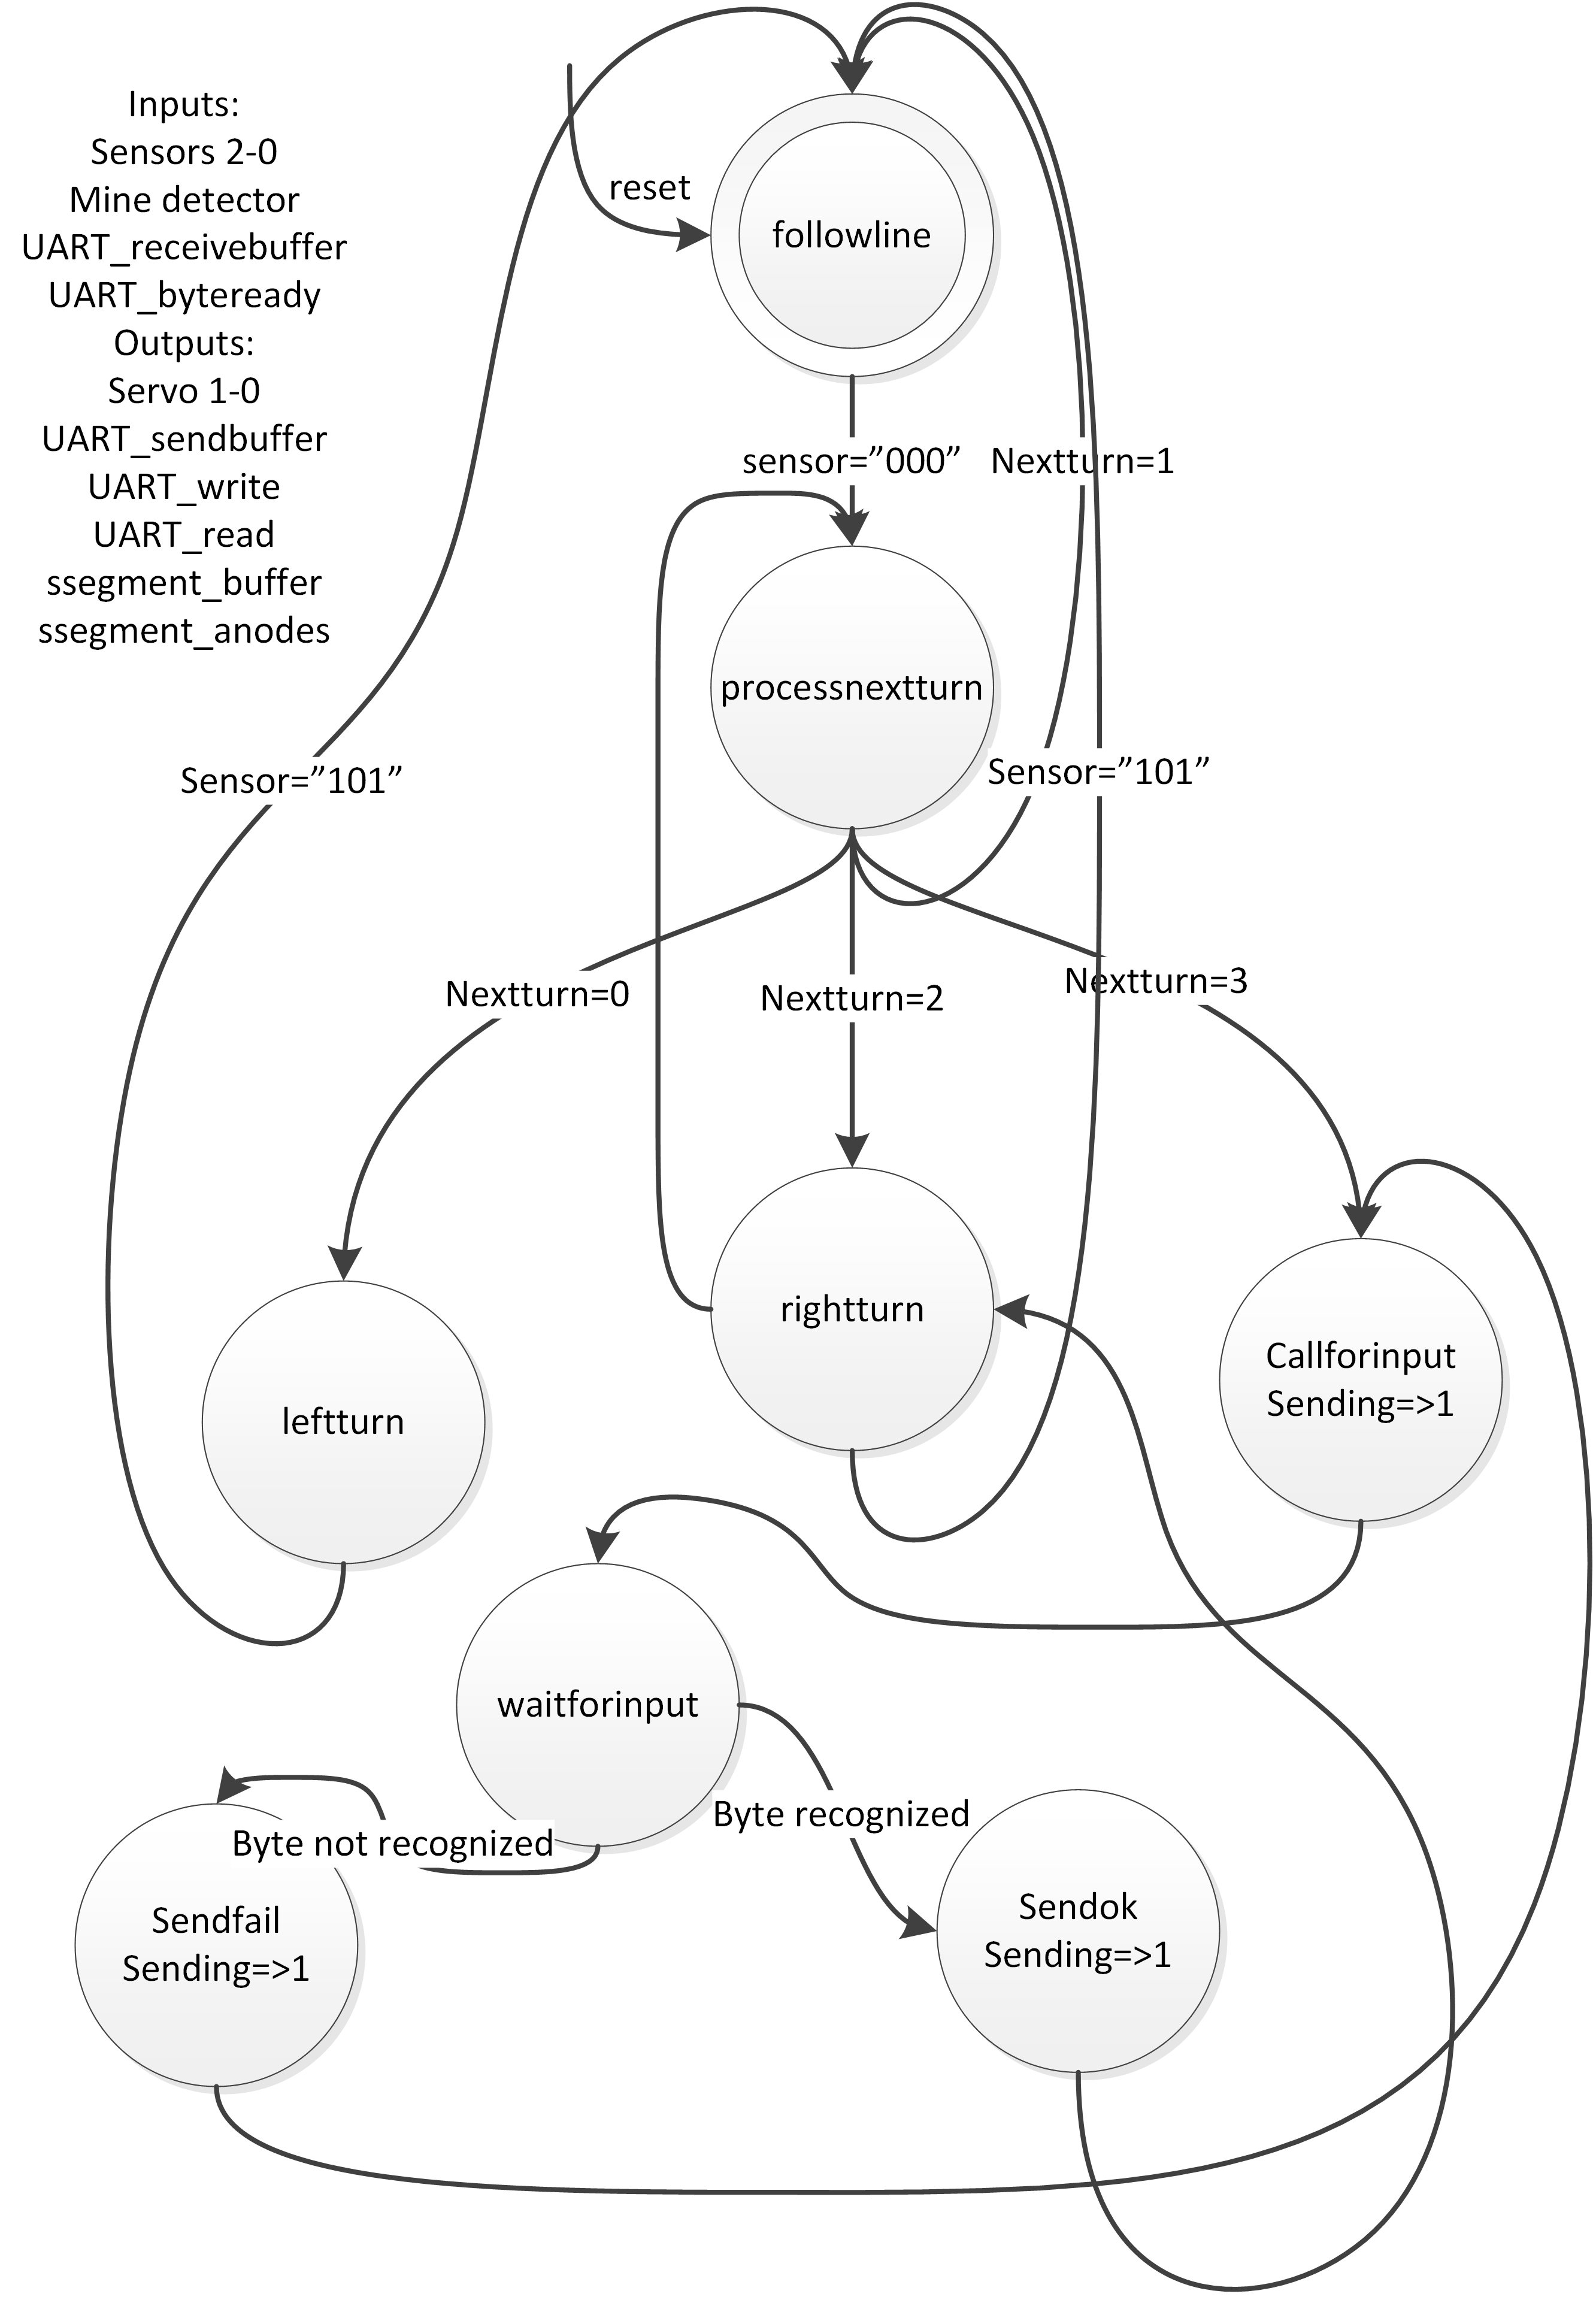 Inputs:
Sensors 2-0
Mine detector
UART_receivebuffer
UART_byteready
Outputs:
Servo 1-0
UART_sendbuffer
UART_write
UART_read
ssegment_buffer
ssegment_anodes
reset
followline
sensor=”000”
Nextturn=1
processnextturn
Sensor=”101”
Sensor=”101”
Nextturn=0
Nextturn=2
Nextturn=3
rightturn
Callforinput
Sending=>1
leftturn
waitforinput
Byte recognized
Byte not recognized
Sendok
Sending=>1
Sendfail
Sending=>1